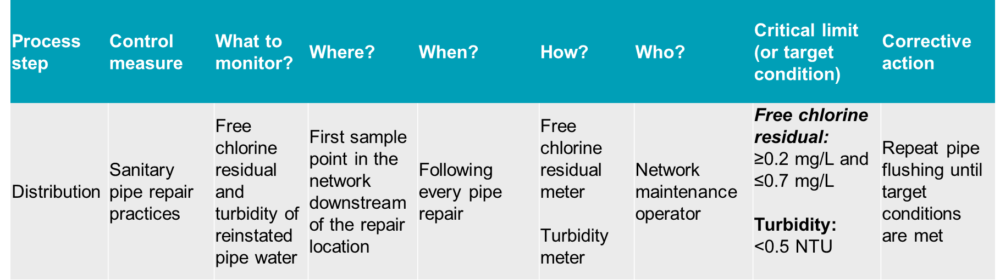 Process
step
Control
measure
What to
monitor?
Where?
When?
How?
Who?
Critical limit
(or target
condition)
Corrective
action
Distribution
Sanitary
pipe repair
practices
Free
chlorine
residual
and
turbidity of
reinstated
pipe water
First sample
point in the
network
downstream
of the repair
location
Following
every pipe
repair
Free
chlorine
residual
meter
Turbidity
meter
Network
maintenance
operator
Free chlorine
residual:
≥0.2 mg/L and
≤0.7 mg/L
Turbidity:
<0.5 NTU
Repeat pipe
flushing until
target
conditions
are met